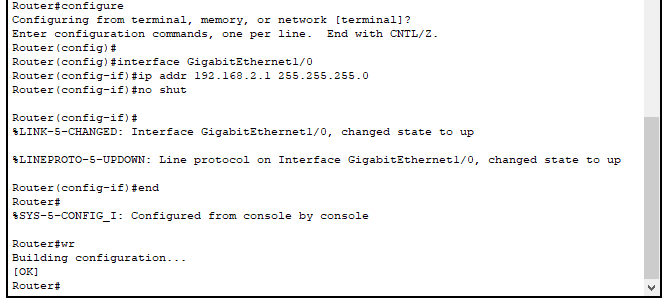 Router#configure
Configuring from terminal, memory, or network [terminal]?
Enter configuration commands, one per line.  End with CNTL/Z.
Router(config)#
Router(config)#interface GigabitEthernet1/0
Router(config-if)#ip addr 192.168.2.1 255.255.255.0
Router(config-if)#no shut
Router(config-if)#
%LINK-5-CHANGED: Interface GigabitEthernet1/0, changed state to up
%LINEPROTO-5-UPDOWN: Line protocol on Interface GigabitEthernet1/0, changed state to up
Router(config-if)#end
Router#
%SYS-5-CONFIG_I: Configured from console by console
Router#wr
Building configuration...
[OK]
Router#